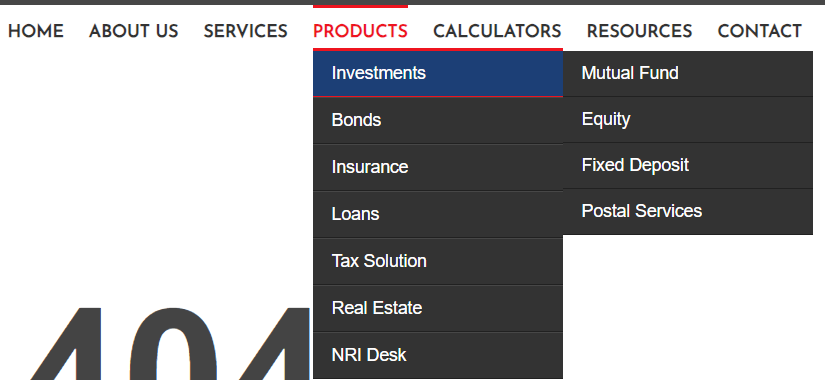 HOME ABOUT US SERVICES PRODUCTS CALCULATORS RESOURCES CONTACT
Investments
Bonds
Insurance
Loans
Tax Solution
Real Estate
NRI Desk
Mutual Fund
Equity
Fixed Deposit
Postal Services
404